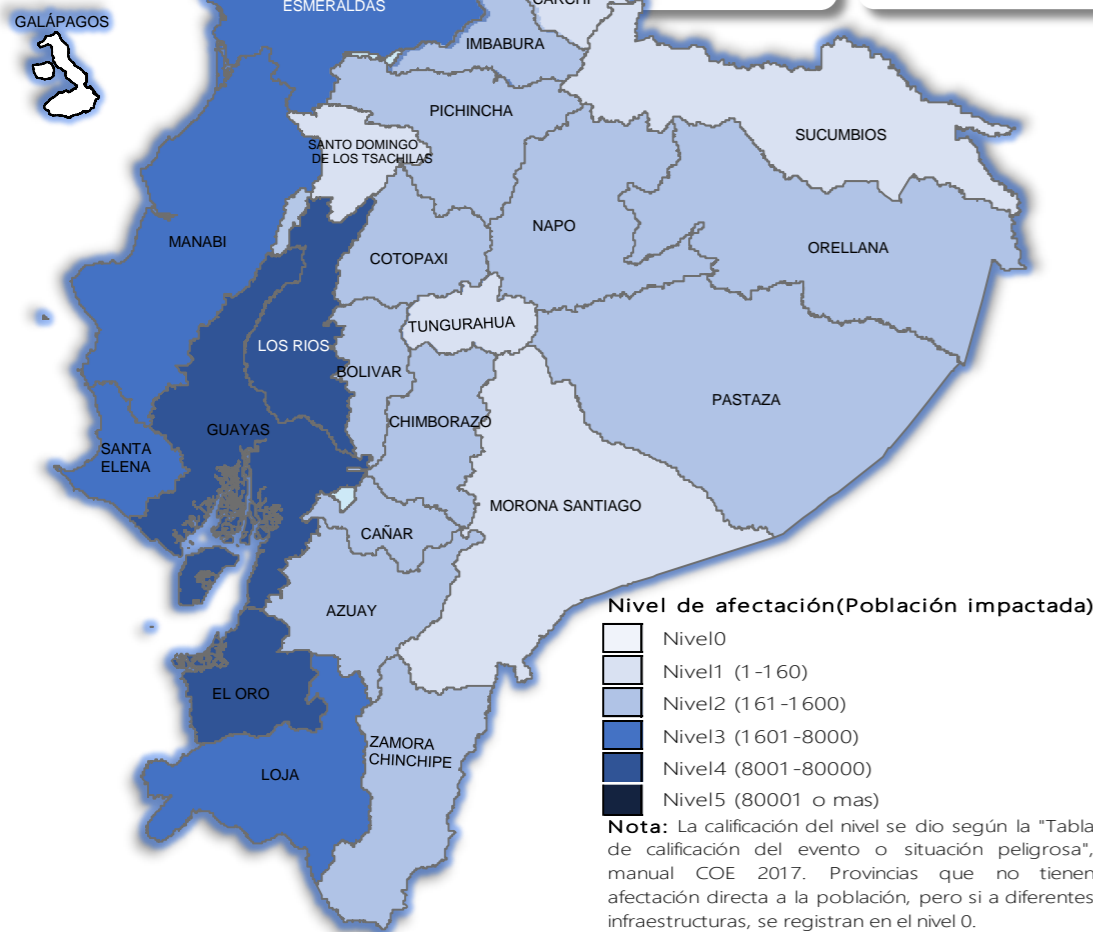 ESMERALDAS
CARCHI
GALÁPAGOS
IMBABURA
PICHINCHA
SUCUMBIOS
SANTO DOMINGO
DE LOS TSACHILAS
NAPO
MANABI
ORELLANA
COTOPAXI
TUNGURAHUA
LOS RIOS
BOLIVAR
PASTAZA
CHIMBORAZO
GUAYAS
SANTA
ELENA
MORONA SANTIAGO
CAÑAR
AZUAY
EL ORO
ZAMORA
CHINCHIPE
LOJA
Nivel de afectación(Población impactada)
Nivel0
Nivel1 (1-160)
Nivel2 (161-1600)
Nivel3 (1601-8000)
Nivel4 (8001-80000)
Nivel5 (80001 o mas)
Nota: La calificación del nivel se dio según la "Tabla
de calificación del evento o situación peligrosa",
manual COE 2017. Provincias que no tienen
afectación directa a la población, pero si a diferentes
infraestructuras, se registran en el nivel 0.